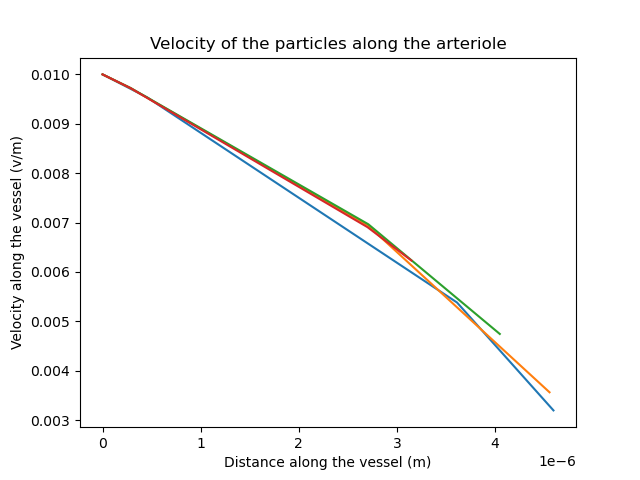 Velocity of the particles along the arteriole
0.010
0.009
0.008
0.007
0.006
0.005
0.004
0.003
Velocity along the vessel (v/m)
0 1 2 3 4
1e−6
Distance along the vessel (m)